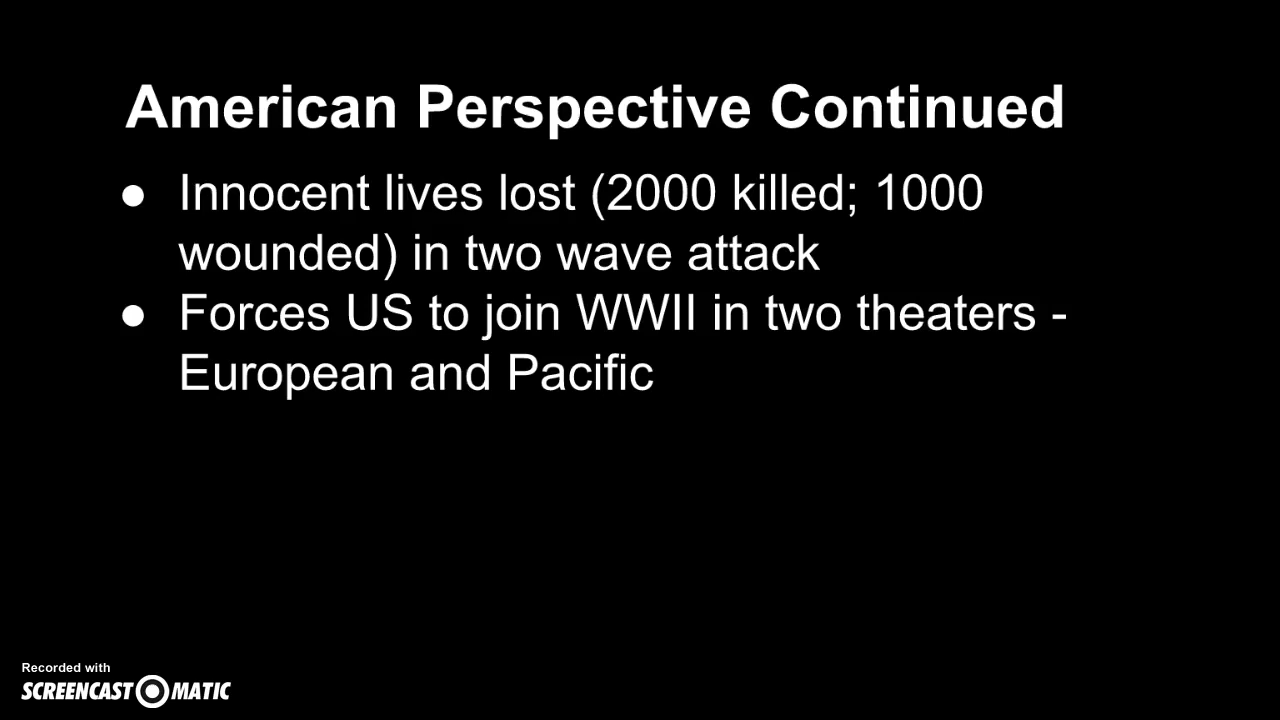 American Perspective Continued
● Innocent lives lost (2000 killed; 1000
wounded) in two wave attack
● Forces US to join WWII in two theaters -
European and Pacific
Recorded with
SCREENCAST MATIC